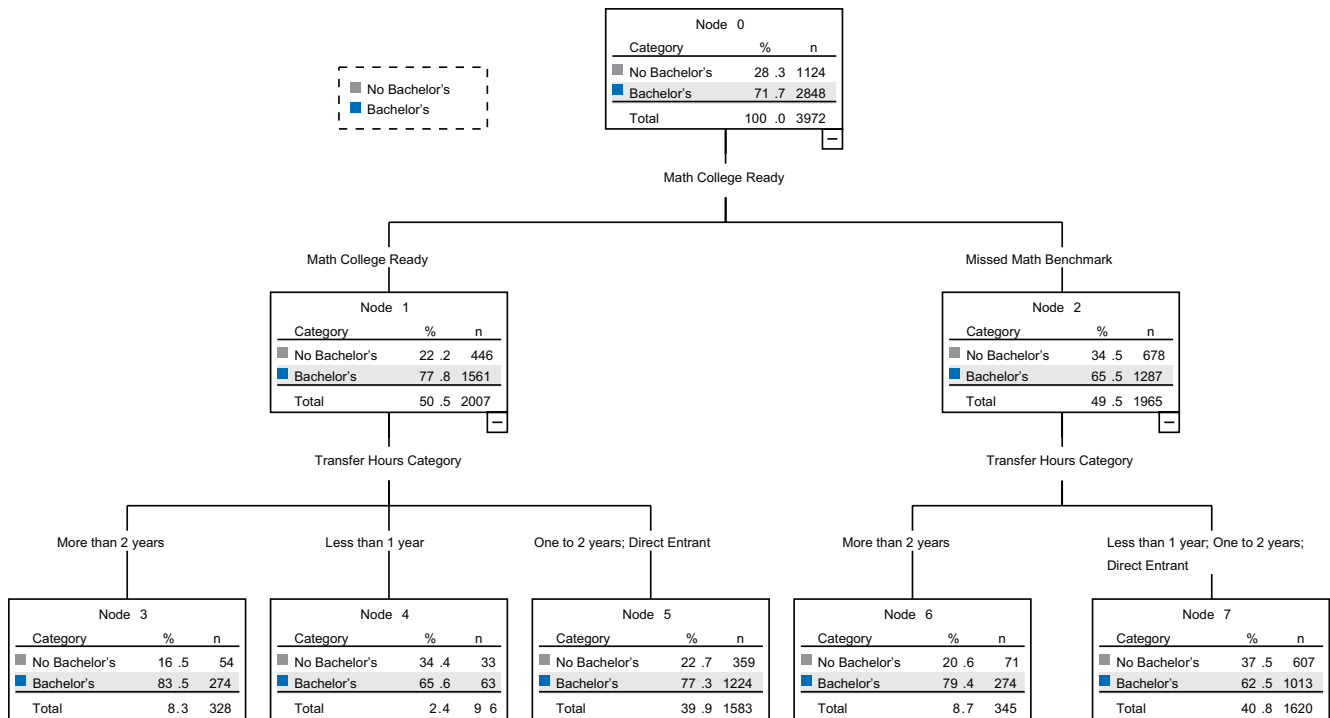 Node 0
Category % n
No Bachelor's 28 .3 1124
Bachelor's 71 .7 2848
Total 100 .0 3972
No Bachelor's
Bachelor's
Math College Ready
Math College Ready
Missed Math Benchmark
Node 1
Category % n
No Bachelor's 22 .2 446
Bachelor's 77 .8 1561
Total 50 .5 2007
Node 2
Category % n
No Bachelor's 34 .5 678
Bachelor's 65 .5 1287
Total 49 .5 1965
Transfer Hours Category
Transfer Hours Category
More than 2 years
Less than 1 year
One to 2 years; Direct Entrant
More than 2 years
Less than 1 year; One to 2 years;
Direct Entrant
Node 3
Category % n
No Bachelor's 16 .5 54
Bachelor's 83 .5 274
Total 8.3 328
Node 4
Category % n
No Bachelor's 34 .4 33
Bachelor's 65 .6 63
Total 2.4 9 6
Node 5
Category % n
No Bachelor's 22 .7 359
Bachelor's 77 .3 1224
Total 39 .9 1583
Node 6
Category % n
No Bachelor's 20 .6 71
Bachelor's 79 .4 274
Total 8.7 345
Node 7
Category % n
No Bachelor's 37 .5 607
Bachelor's 62 .5 1013
Total 40 .8 1620